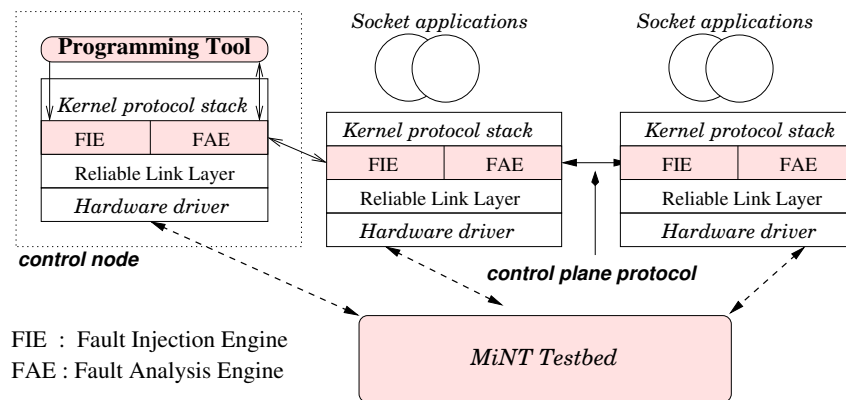 Programming Tool
Kernel protocol stack
FIE FAE
Reliable Link Layer
Hardware driver
control node
Socket applications
Kernel protocol stack
FIE FAE
Reliable Link Layer
Hardware driver
Socket applications
Kernel protocol stack
FIE FAE
Reliable Link Layer
Hardware driver
control plane protocol
FIE : Fault Injection Engine
FAE : Fault Analysis Engine
MiNT Testbed